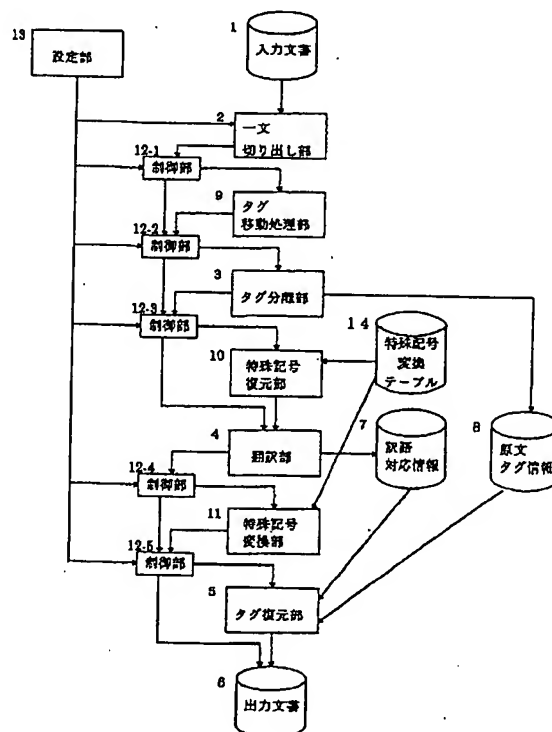 13
設定部
1
入力文書
2
一文
切り出し部
12-1
制御部
9
タグ
移動処理部
12-2
制御部
3
タグ分離部
12-3
制御部
14
特殊記号
変換
テーブル
10
特殊記号
復元部
4
翻訳部
7
訳語
対応情報
8
原文
タグ情報
12-4
制御部
11
特殊記号
変換部
12-5
制御部
5
タグ復元部
6
出力文書